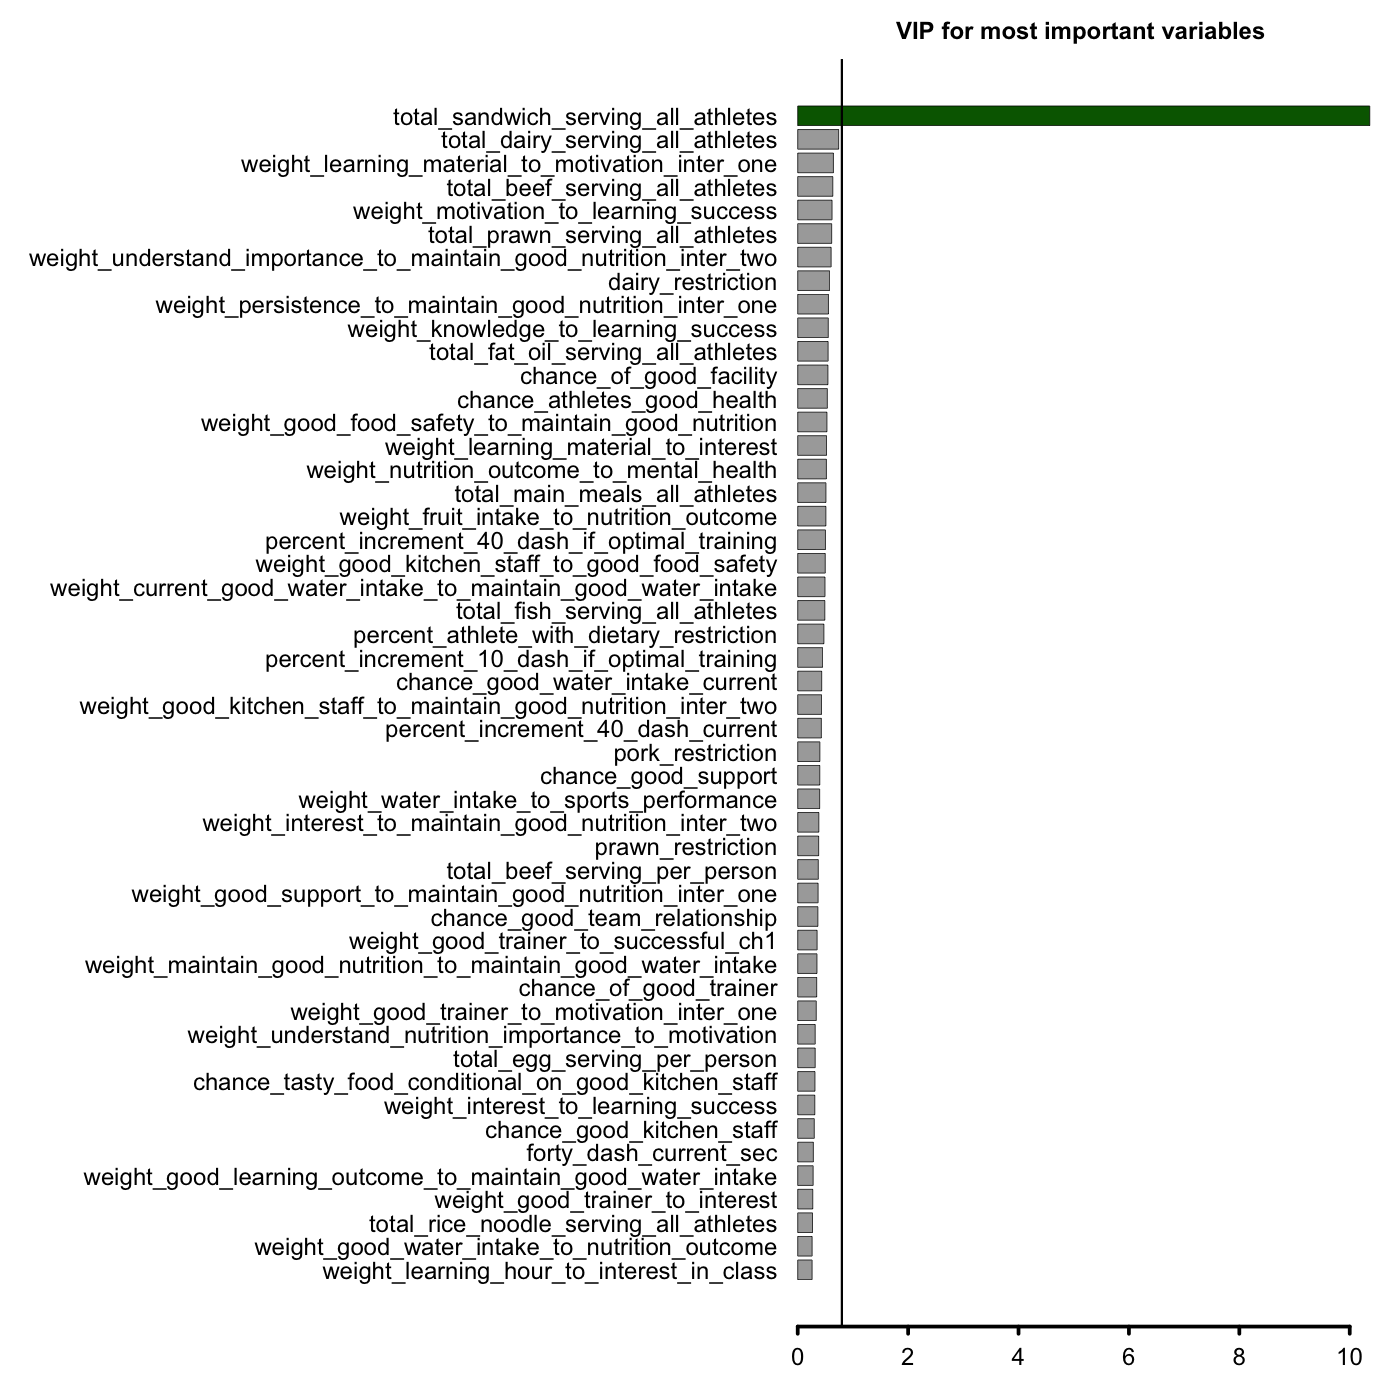 VIP for most important variables
total_sandwich_serving_all_athletes
total_dairy_serving_all_athletes
weight_learning_material_to_motivation_inter_one
total_beef_serving_all_athletes
weight_motivation_to_learning_success
total_prawn_serving_all_athletes
weight_understand_importance_to_maintain_good_nutrition_inter_two
dairy_restriction
weight_persistence_to_maintain_good_nutrition_inter_one
weight_knowledge_to_learning_success
total_fat_oil_serving_all_athletes
chance_of_good_facility
chance_athletes_good_health
weight_good_food_safety_to_maintain_good_nutrition
weight_learning_material_to_interest
weight_nutrition_outcome_to_mental_health
total_main_meals_all_athletes
weight_fruit_intake_to_nutrition_outcome
percent_increment_40_dash_if_optimal_training
weight_good_kitchen_staff_to_good_food_safety
weight_current_good_water_intake_to_maintain_good_water_intake
total_fish_serving_all_athletes
percent_athlete_with_dietary_restriction
percent_increment_10_dash_if_optimal_training
chance_good_water_intake_current
weight_good_kitchen_staff_to_maintain_good_nutrition_inter_two
percent_increment_40_dash_current
pork_restriction
chance_good_support
weight_water_intake_to_sports_performance
weight_interest_to_maintain_good_nutrition_inter_two
prawn_restriction
total_beef_serving_per_person
weight_good_support_to_maintain_good_nutrition_inter_one
chance_good_team_relationship
weight_good_trainer_to_successful_ch1
weight_maintain_good_nutrition_to_maintain_good_water_intake
chance_of_good_trainer
weight_good_trainer_to_motivation_inter_one
weight_understand_nutrition_importance_to_motivation
total_egg_serving_per_person
chance_tasty_food_conditional_on_good_kitchen_staff
weight_interest_to_learning_success
chance_good_kitchen_staff
forty_dash_current_sec
weight_good_learning_outcome_to_maintain_good_water_intake
weight_good_trainer_to_interest
total_rice_noodle_serving_all_athletes
weight_good_water_intake_to_nutrition_outcome
weight_learning_hour_to_interest_in_class
0 2 4 6 8 10